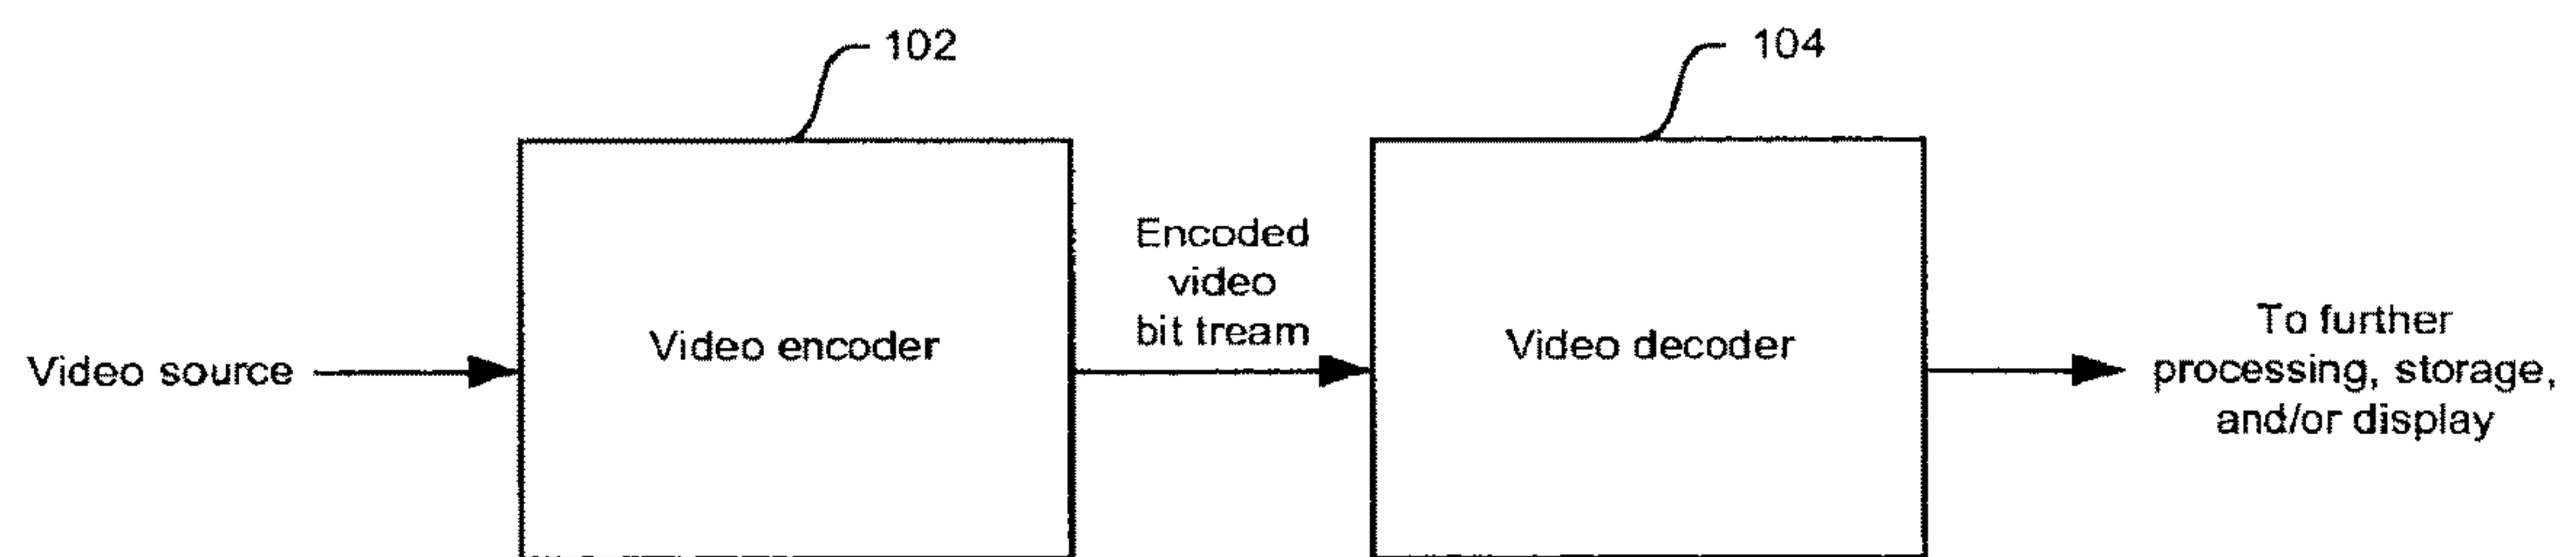 102
104
Video source
Video encoder
Encoded
video
bit tream
Video decoder
To further
processing, storage,
and/or display